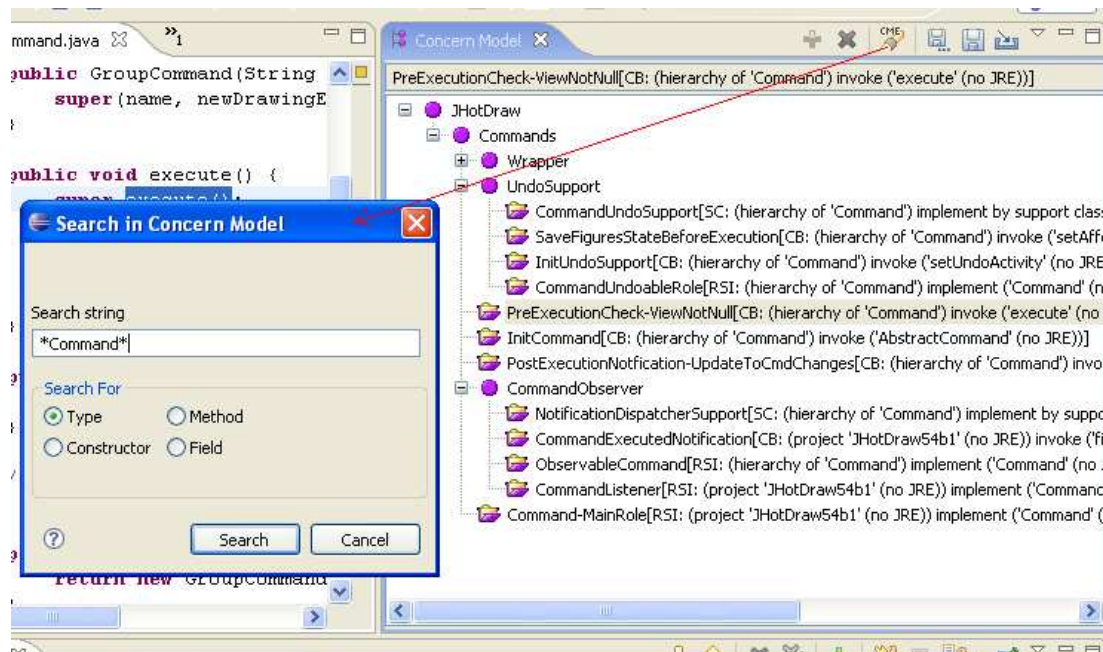 mmand.java
1
public GroupCommand(String
super(name, newDrawingE
public void execute() {
super.execute();
return new GroupCommand
Search in Concern Model
Search string
*Command*
Search For
Type
Method
Constructor
Field
Search
Cancel
Concern Model
CME
PreExecutionCheck-ViewNotNull[CB: (hierarchy of 'Command') invoke ('execute' (no JRE))]
JHotDraw
Commands
Wrapper
UndoSupport
CommandUndoSupport[SC: (hierarchy of 'Command') implement by support clas
SaveFiguresStateBeforeExecution[CB: (hierarchy of 'Command') invoke ('setAff
InitUndoSupport[CB: (hierarchy of 'Command') invoke ('setUndoActivity' (no JRE
CommandUndoableRole[RSI: (hierarchy of 'Command') implement ('Command' (n
PreExecutionCheck-ViewNotNull[CB: (hierarchy of 'Command') invoke ('execute' (no
InitCommand[CB: (hierarchy of 'Command') invoke ('AbstractCommand' (no JRE))]
PostExecutionNotfication-UpdateToCmdChanges[CB: (hierarchy of 'Command') invo
CommandObserver
NotificationDispatcherSupport[SC: (hierarchy of 'Command') implement by suppo
CommandExecutedNotification[CB: (project 'JHotDraw54b1' (no JRE)) invoke ('fi
ObservableCommand[RSI: (hierarchy of 'Command') implement ('Command' (no
CommandListener[RSI: (project 'JHotDraw54b1' (no JRE)) implement ('Command
Command-MainRole[RSI: (project 'JHotDraw54b1' (no JRE)) implement ('Command' (